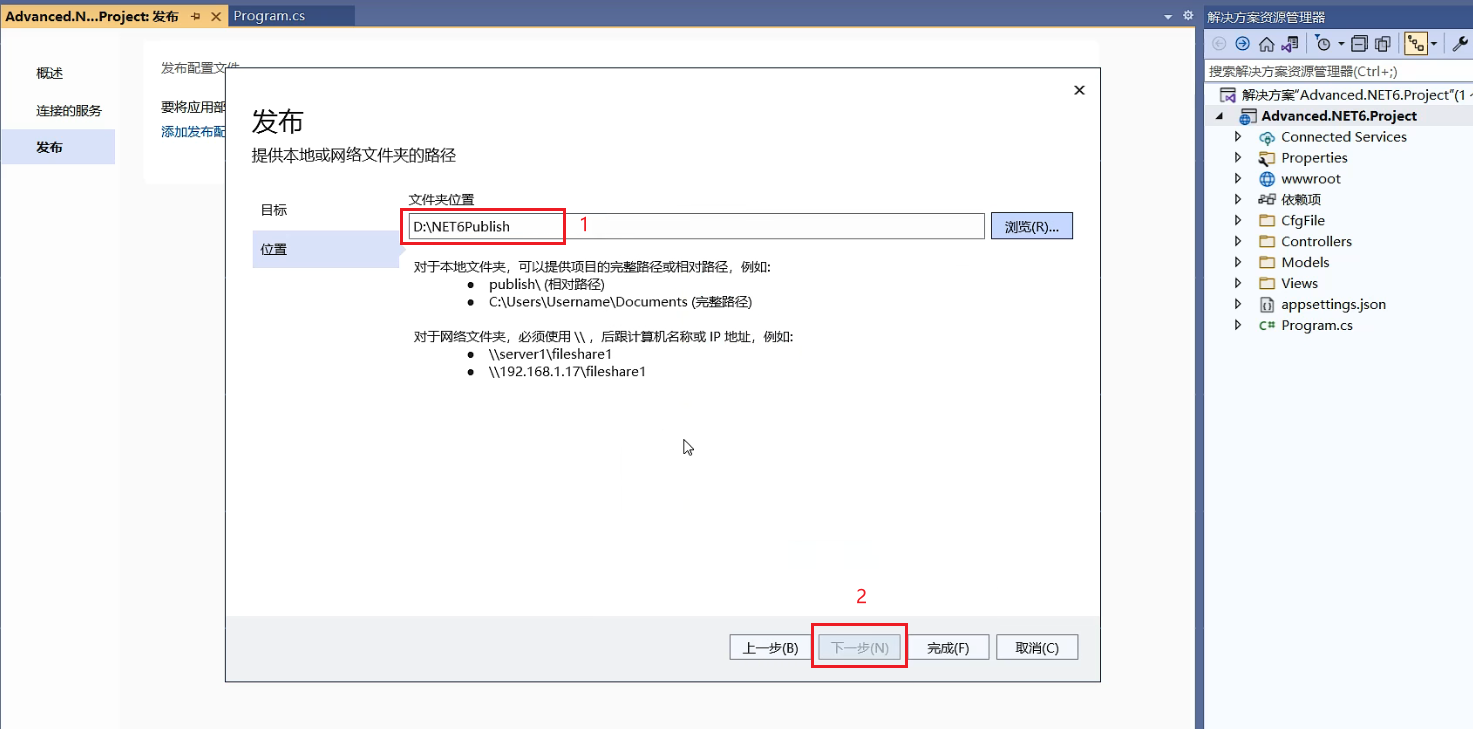 Advanced.N...Project: 发布
Program.cs
概述
连接的服务
发布
发布配置文件
要将应用部
添加发布配
发布
提供本地或网络文件夹的路径
目标
位置
文件夹位置
D:\NET6Publish
1
浏览(R)...
对于本地文件夹，可以提供项目的完整路径或相对路径，例如:
● publish\ (相对路径)
● C:\Users\Username\Documents (完整路径)
对于网络文件夹，必须使用 \\ ，后跟计算机名称或 IP 地址，例如:
● \\server1\fileshare1
● \\192.168.1.17\fileshare1
2
上一步(B)
下一步(N)
完成(F)
取消(C)
解决方案资源管理器
搜索解决方案资源管理器(Ctrl+;)
解决方案"Advanced.NET6.Project"(1
Advanced.NET6.Project
Connected Services
Properties
wwwroot
依赖项
CfgFile
Controllers
Models
Views
appsettings.json
C# Program.cs